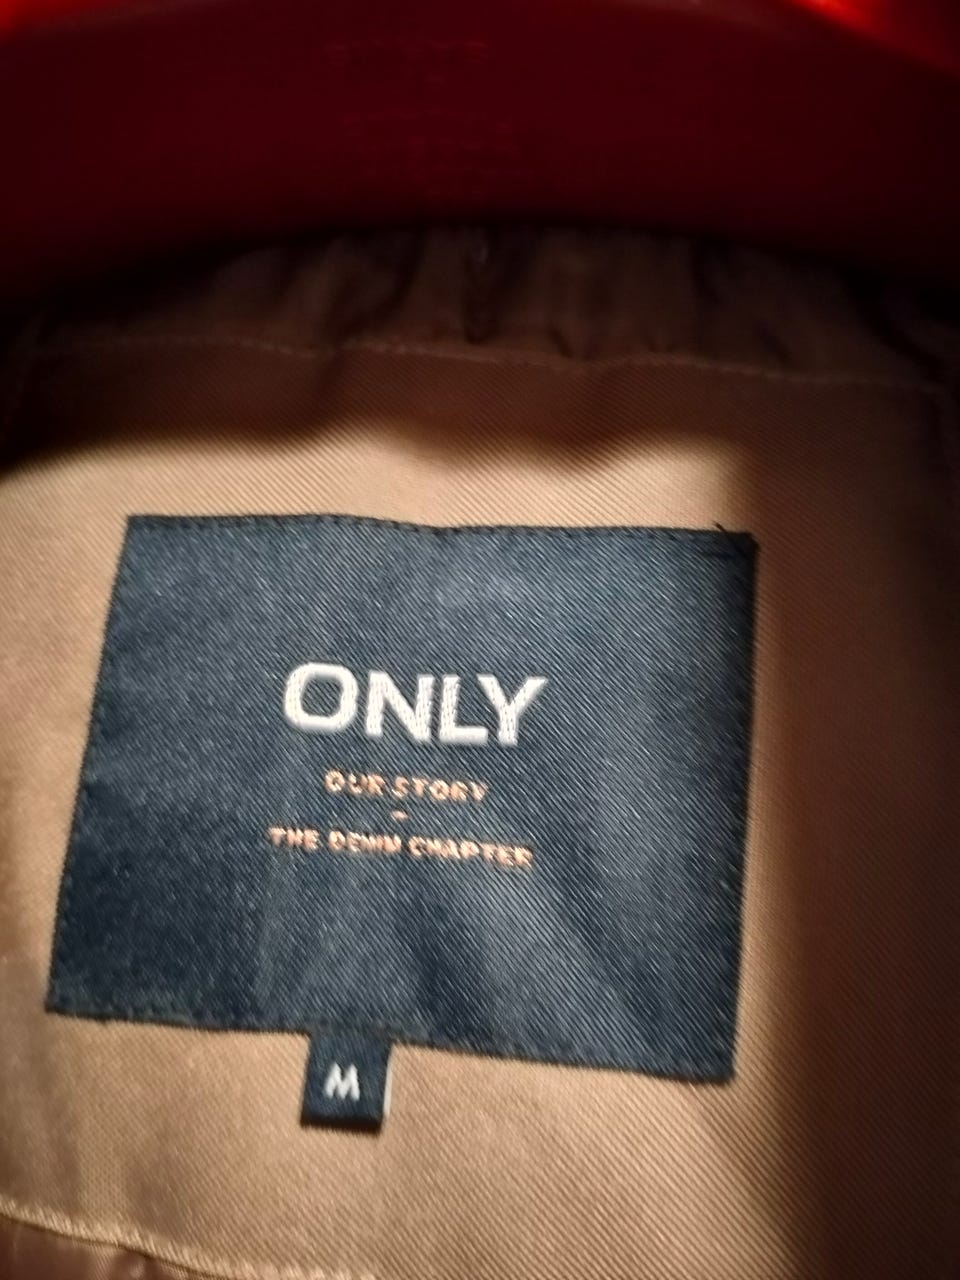 ONLY
OUR STORY
-
THE DENIM CHAPTER
M